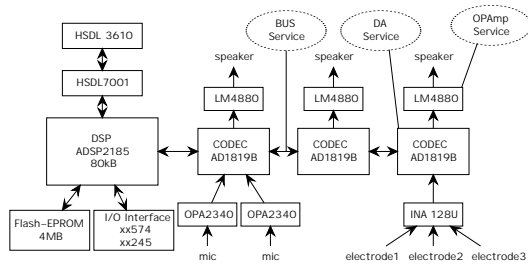 HSDL 3610
BUS
Service
DA
Service
OPAmp
Service
speaker
speaker
speaker
HSDL7001
LM4880
LM4880
LM4880
DSP
ADSP2185
80kB
CODEC
AD1819B
CODEC
AD1819B
CODEC
AD1819B
Flash-EPROM
4MB
I/O Interface
xx574
xx245
OPA2340
OPA2340
INA 128U
mic
mic
electrode1
electrode2
electrode3